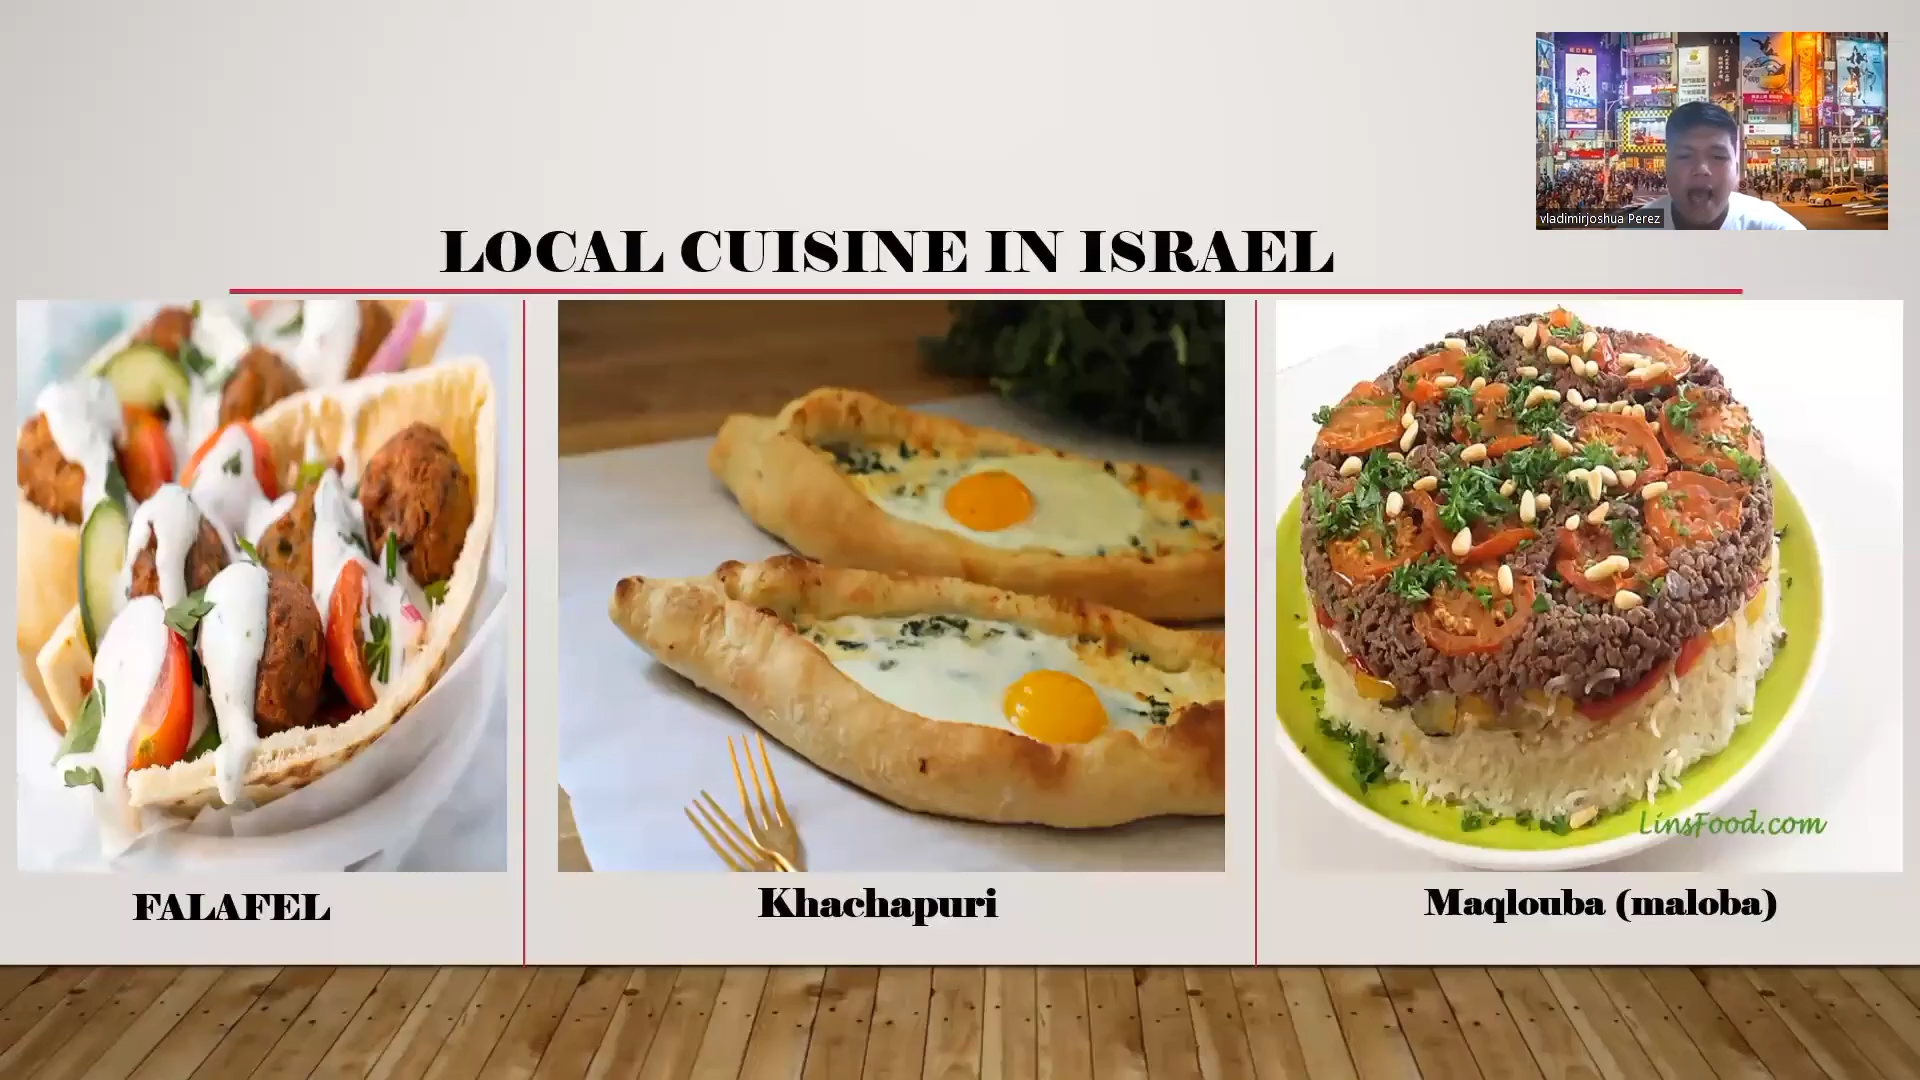 vladimirjoshua Perez
LOCAL CUISINE IN ISRAEL
LinsFood.com
FALAFEL
Khachapuri
Maqlouba (maloba)